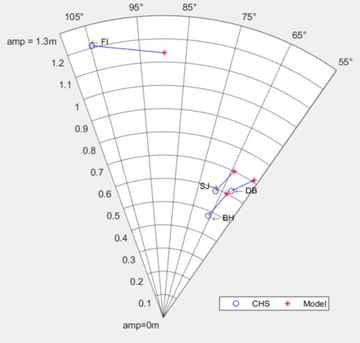 105° 95° 85° 75° 65° 55°
amp = 1.3m
← FI
1.2
1.1
1
0.9
0.8
0.7
0.6
0.5
0.4
0.3
0.2
0.1
SJ
← DB
← BH
amp=0m
CHS Model